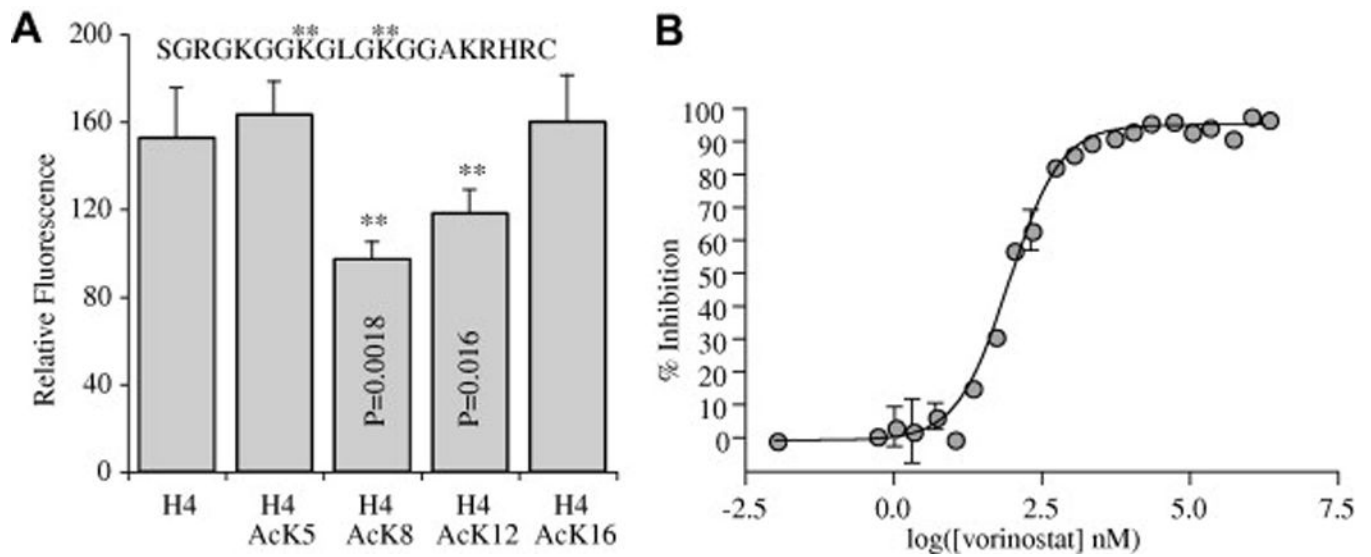 A
200
160
120
80
40
0
Relative Fluorescence
** **
SGRGKGGKGLGKGGAKRHRC
**
**
P=0.0018
P=0.016
H4 H4 H4 H4 H4
AcK5 AcK8 AcK12 AcK16
B
100
90
80
70
60
50
40
30
20
10
0
% Inhibition
-2.5 0.0 2.5 5.0 7.5
log([vorinostat] nM)